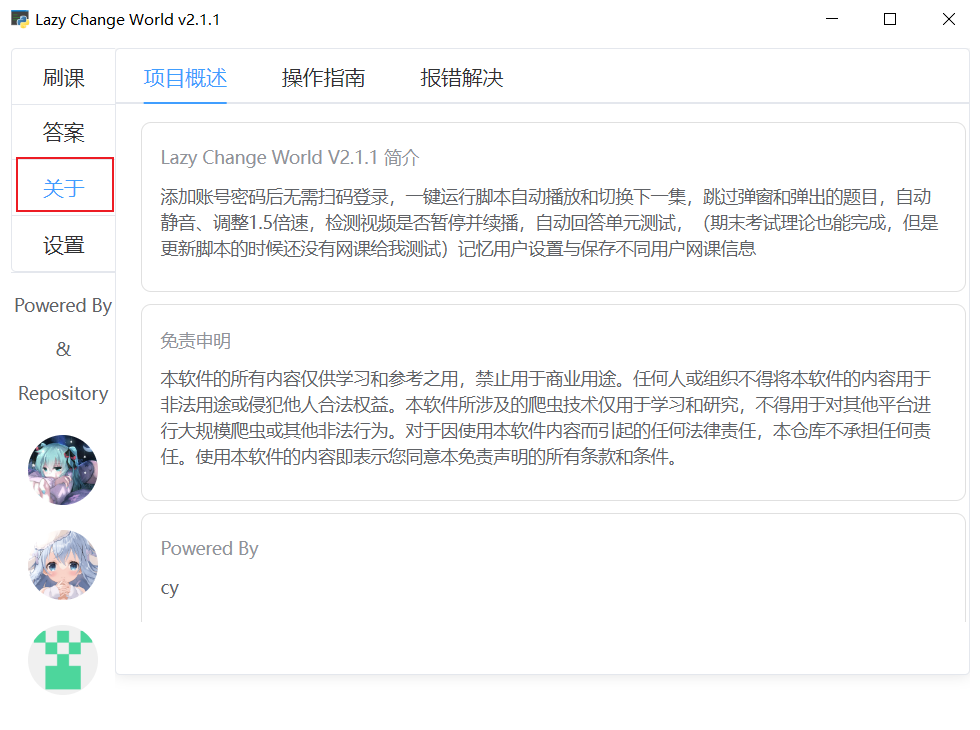 Lazy Change World v2.1.1
刷课
答案
关于
设置
Powered By
&
Repository
项目概述 操作指南 报错解决
Lazy Change World V2.1.1 简介
添加账号密码后无需扫码登录，一键运行脚本自动播放和切换下一集，跳过弹窗和弹出的题目，自动
静音、调整1.5倍速，检测视频是否暂停并续播，自动回答单元测试，（期末考试理论也能完成，但是
更新脚本的时候还没有网课给我测试）记忆用户设置与保存不同用户网课信息
免责申明
本软件的所有内容仅供学习和参考之用，禁止用于商业用途。任何人或组织不得将本软件的内容用于
非法用途或侵犯他人合法权益。本软件所涉及的爬虫技术仅用于学习和研究，不得用于对其他平台进
行大规模爬虫或其他非法行为。对于因使用本软件内容而引起的任何法律责任，本仓库不承担任何责
任。使用本软件的内容即表示您同意本免责声明的所有条款和条件。
Powered By
cy